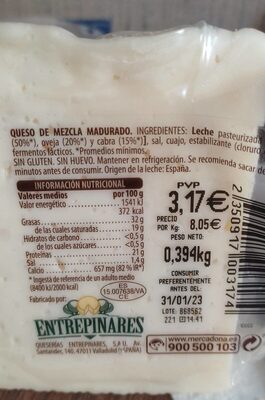 QUESO DE MEZCLA MADURADO. INGREDIENTES: Leche pasteurizada
(50%*), oveja (20%*) y cabra (15%*)], sal, cuajo, estabilizante (cloruro
fermentos lácticos. *Promedios mínimos.
SIN GLUTEN. SIN HUEVO. Mantener en refrigeración. Se recomienda sacar de
minutos antes de consumir. Origen de la leche: España.
INFORMACIÓN NUTRICIONAL
Valores medios por 100 g
Valor energético 1541 kJ
372 kcal
Grasas 32 g
de las cuales saturadas 19 g
Hidratos de carbono <0,5 g
de los cuales azúcares <0,5 g
Proteínas 21 g
Sal 1,4 g
Calcio 657 mg (82 % IR*)
* Ingesta de referencia de un adulto medio
(8400 kJ/2000 kcal)
Fabricado por:
ES
15.007638/VA
CE
ENTREPINARES
QUESERÍAS ENTREPINARES, S.A.U. Av.
Santander, 140. 47011 Valladolid (ESPAÑA)
PVP
3,17€
PRECIO
POR Kg: 8,05€
PESO NETO:
0,394kg
CONSUMIR
PREFERENTEMENTE
ANTES DEL:
31/01/23
LOTE: 868562
221 14:41
www.mercadona.es
900 500 103